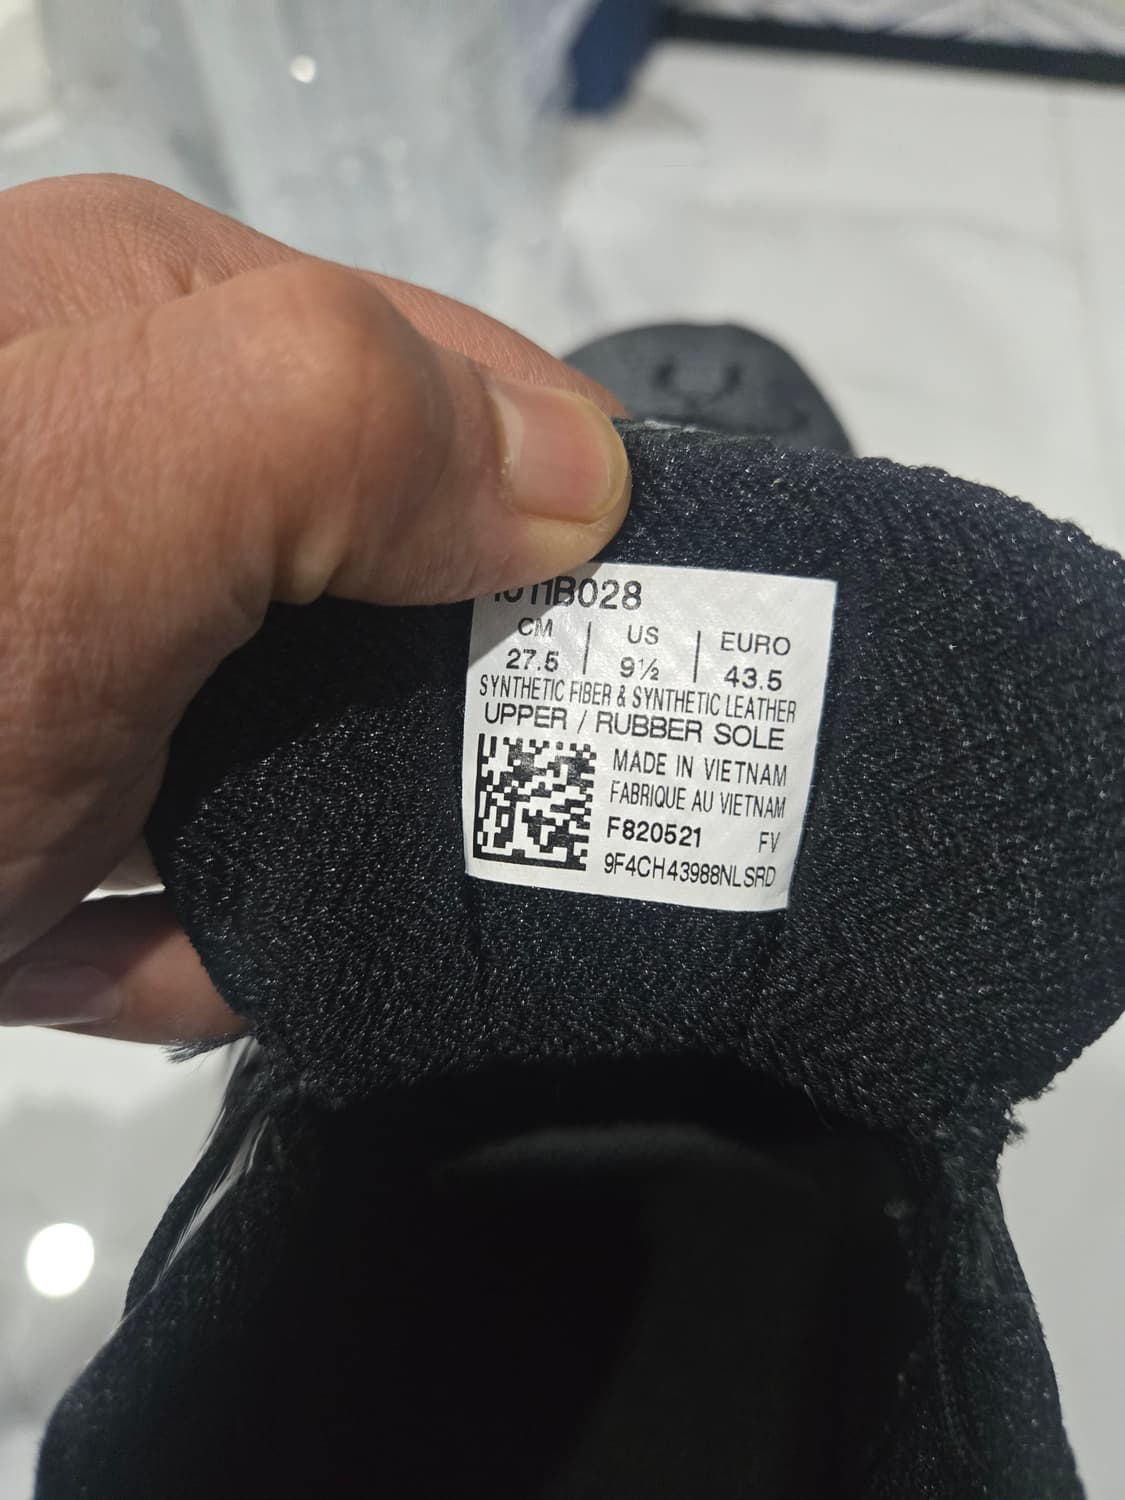 1011B028
CM | US | EURO
27.5 | 9½ | 43.5
SYNTHETIC FIBER & SYNTHETIC LEATHER
UPPER / RUBBER SOLE
MADE IN VIETNAM
FABRIQUE AU VIETNAM
F820521 FV
9F4CH43988NLSRD